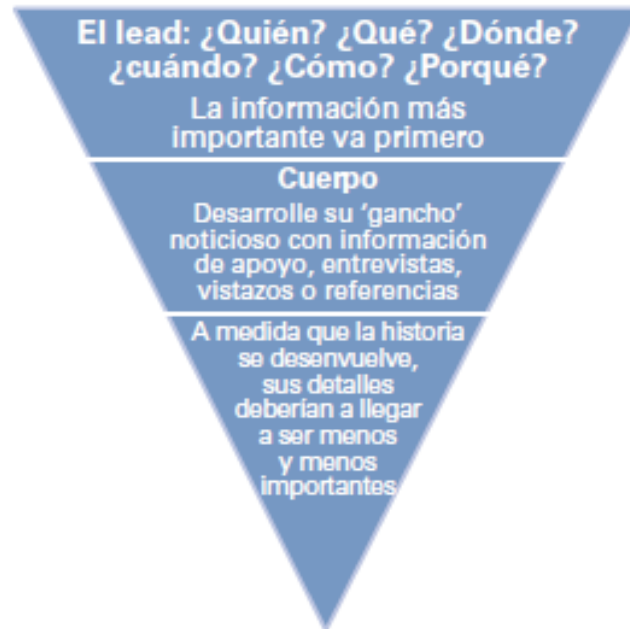 El lead: ¿Quién? ¿Qué? ¿Dónde?
¿cuándo? ¿Cómo? ¿Porqué?
La información más
importante va primero
Cuerpo
Desarrolle su ‘gancho’
noticioso con información
de apoyo, entrevistas,
vistazos o referencias
A medida que la historia
se desenvuelve,
sus detalles
deberían a llegar
a ser menos
y menos
importantes